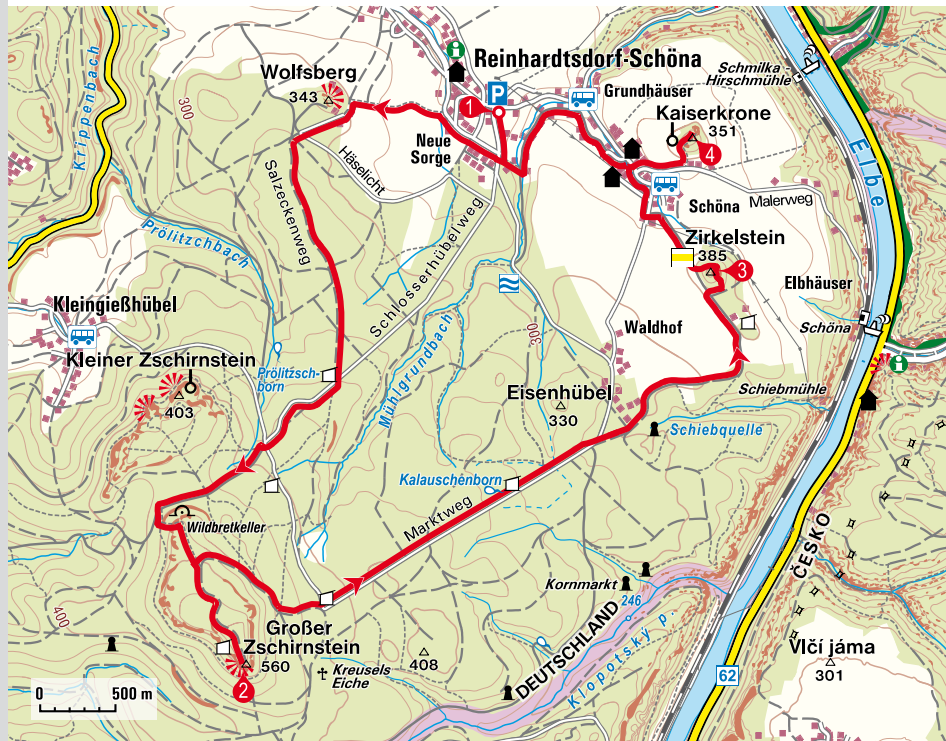 Krippenbach
300
Wolfsberg
343
Reinhardtsdorf-Schöna
P
i
1
Grundhäuser
Schmilka-
Hirschmühle
Kaiserkrone
351
4
Elbe
Neue
Sorge
Häselicht
Salzeckenweg
Schlosserhübelweg
Schöna
Malerweg
Prölitzchbach
Zirkelstein
385
3
Elbhäuser
Schöna
i
Kleingießhübel
Kleiner Zschirnstein
403
Prölitzsch-
born
Mühlgrundbach
300
Waldhof
Eisenhübel
330
Schiebmühle
Schiebquelle
Kalauschenborn
Marktweg
Wildbretkeller
Kornmarkt
246
ČESKO
DEUTSCHLAND
Klopotsky p.
400
Großer
Zschirnstein
560
2
408
Kreusels
Eiche
Vlčí jáma
301
62
0 500 m